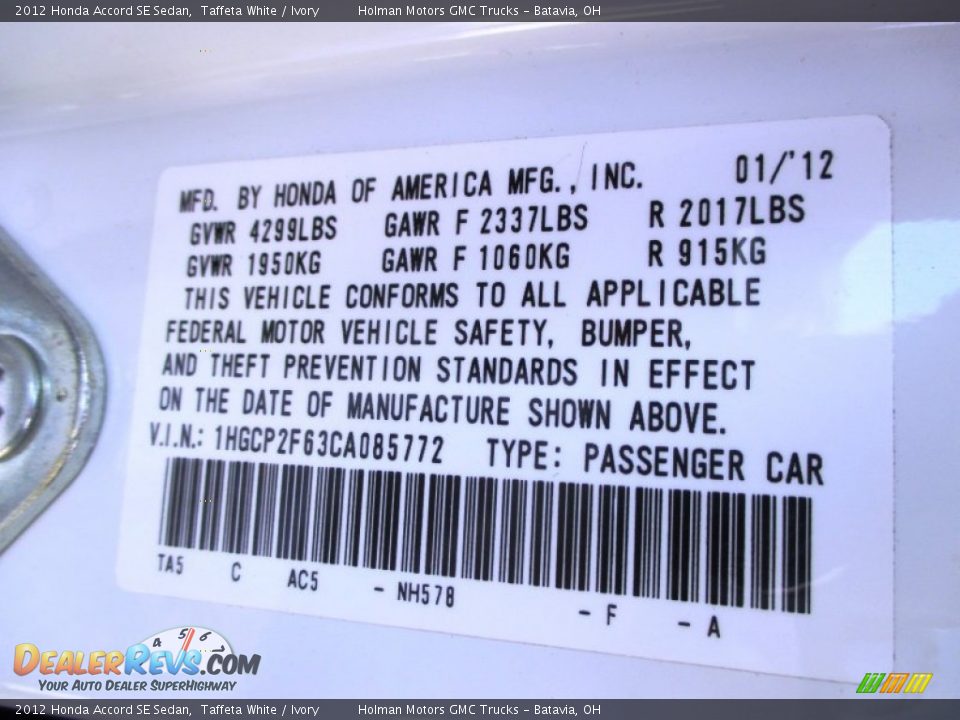 2012 Honda Accord SE Sedan,  Taffeta White / Ivory    Holman Motors GMC Trucks – Batavia, OH
MFD. BY HONDA OF AMERICA MFG., INC.    01/'12
GVWR 4299LBS    GAWR F 2337LBS    R 2017LBS
GVWR 1950KG    GAWR F 1060KG    R 915KG
THIS VEHICLE CONFORMS TO ALL APPLICABLE
FEDERAL MOTOR VEHICLE SAFETY, BUMPER,
AND THEFT PREVENTION STANDARDS IN EFFECT
ON THE DATE OF MANUFACTURE SHOWN ABOVE.
V.I.N.: 1HGCP2F63CA085772    TYPE: PASSENGER CAR
TA5    C    AC5    – NH578    – F    – A
4 5 6
DEALERREVS.COM
YOUR AUTO DEALER SUPERHIGHWAY
2012 Honda Accord SE Sedan,  Taffeta White / Ivory    Holman Motors GMC Trucks – Batavia, OH